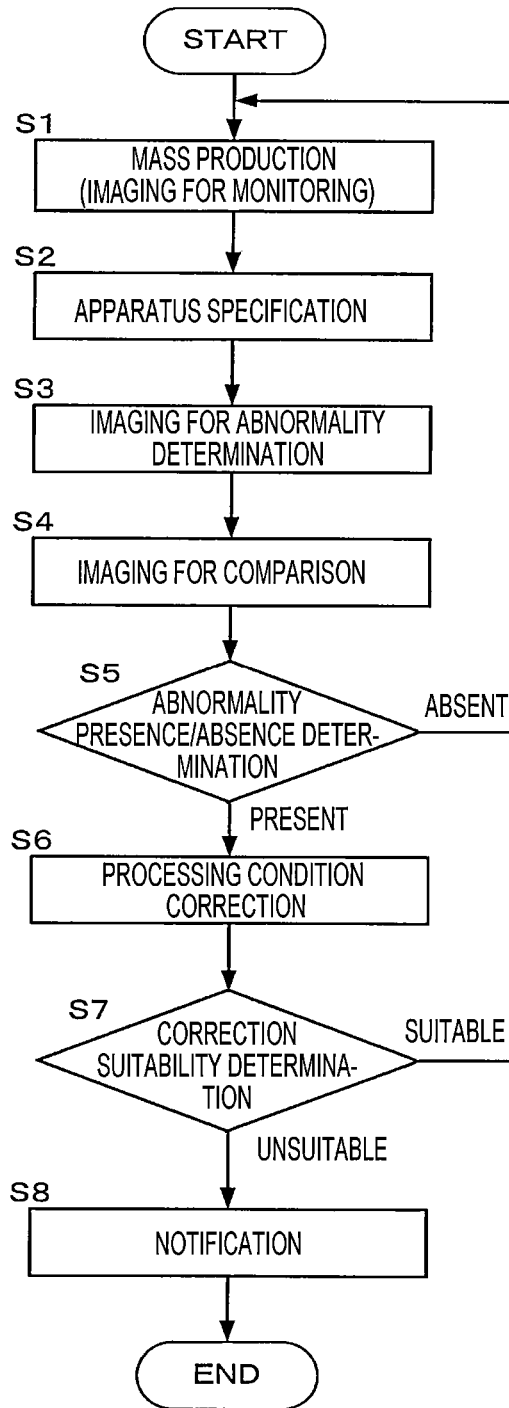 START
S1
MASS PRODUCTION
(IMAGING FOR MONITORING)
S2
APPARATUS SPECIFICATION
S3
IMAGING FOR ABNORMALITY
DETERMINATION
S4
IMAGING FOR COMPARISON
S5
ABNORMALITY
PRESENCE/ABSENCE DETER-
MINATION
ABSENT
PRESENT
S6
PROCESSING CONDITION
CORRECTION
S7
CORRECTION
SUITABILITY DETERMINA-
TION
SUITABLE
UNSUITABLE
S8
NOTIFICATION
END